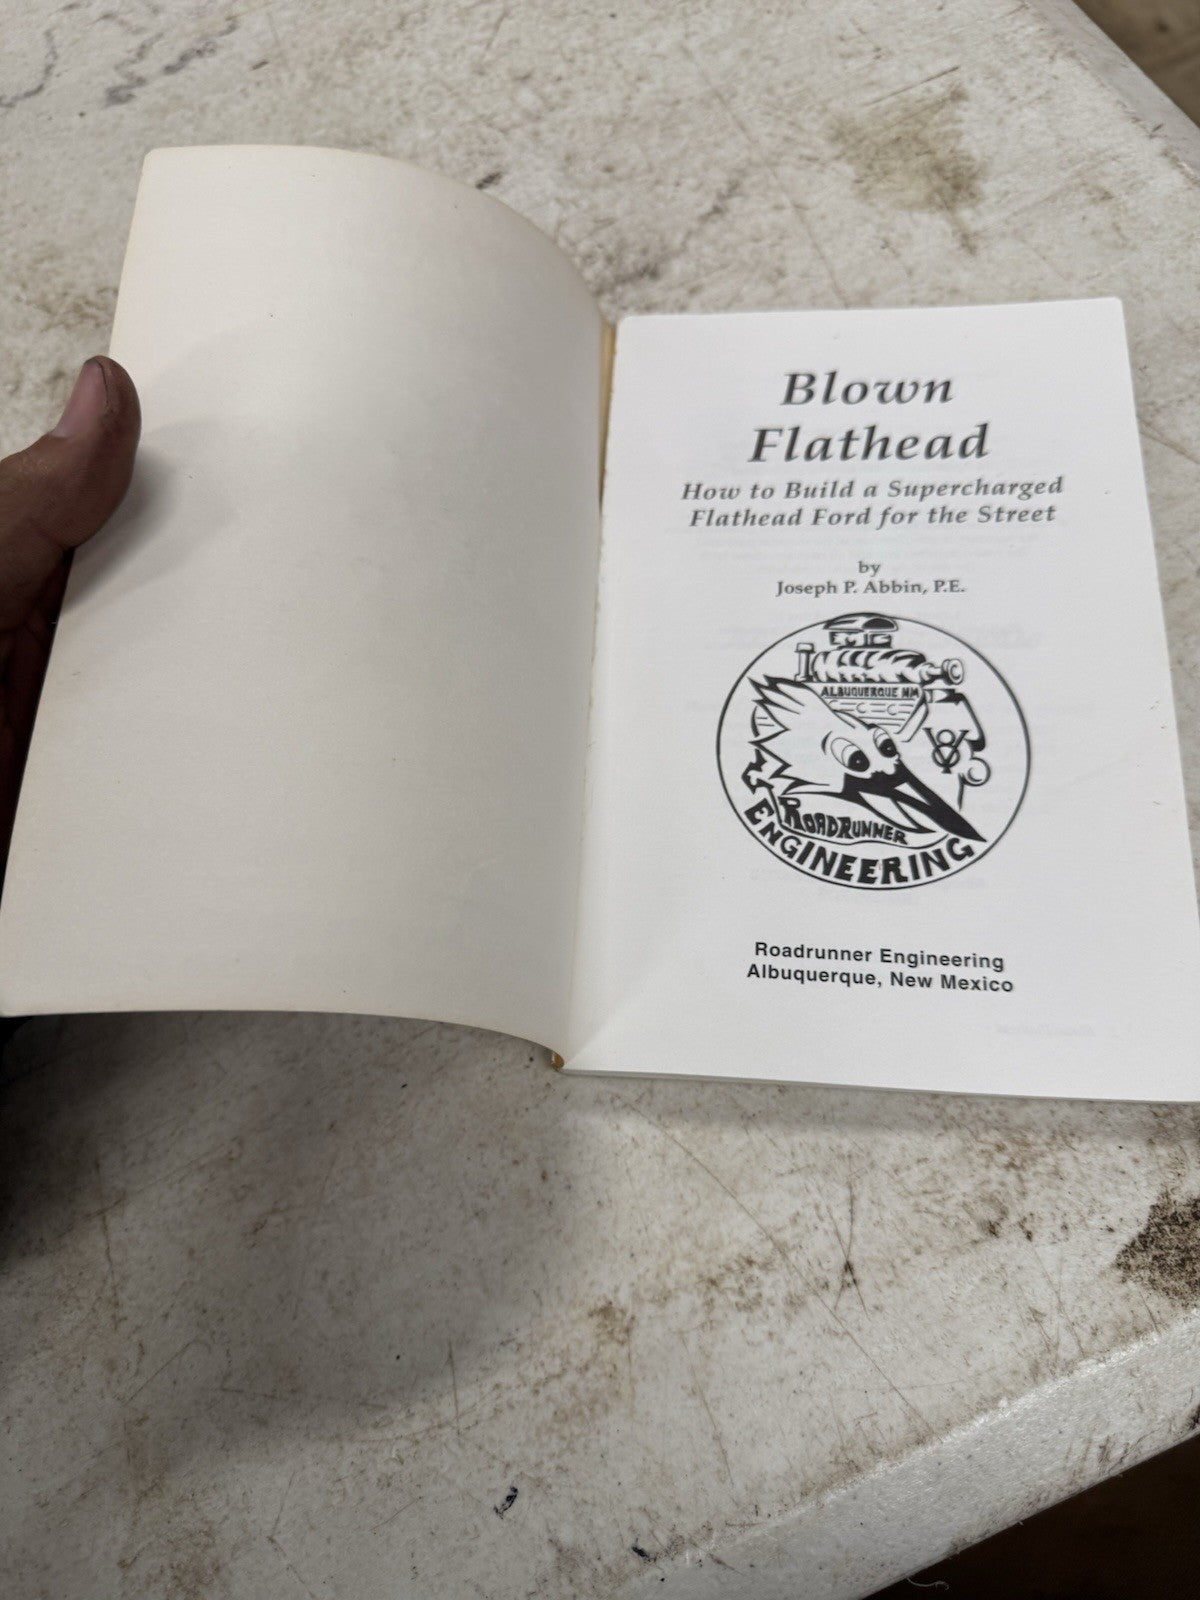 Blown
Flathead
How to Build a Supercharged
Flathead Ford for the Street
by
Joseph P. Abbin, P.E.
ALBUQUERQUE NM
V8
ROADRUNNER
ENGINEERING
Roadrunner Engineering
Albuquerque, New Mexico